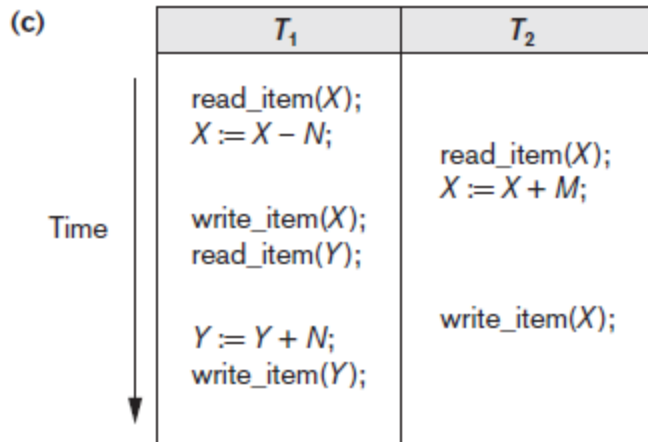 (c)
T₁ T₂
read_item(X);
X := X – N;
read_item(X);
X := X + M;
Time
write_item(X);
read_item(Y);
write_item(X);
Y := Y + N;
write_item(Y);